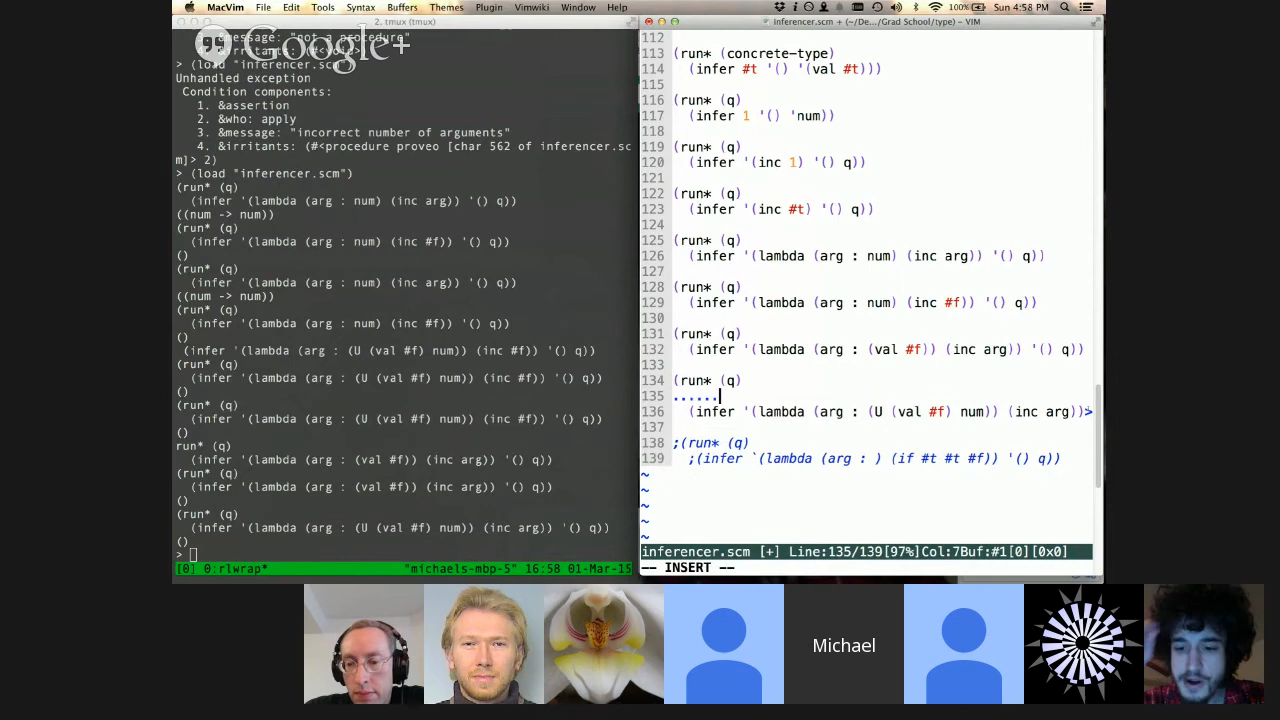 MacVim File Edit Tools Syntax Buffers Themes Plugin Vimwiki Window Help
100% Sun 4:58 PM
2. tmux (tmux)
Google+
3. &message: "not a procedure"
&irritants: (#<void>)
> (load "inferencer.scm")
Unhandled exception
Condition components:
1. &assertion
2. &who: apply
3. &message: "incorrect number of arguments"
4. &irritants: (#<procedure proveo [char 562 of inferencer.sc
m]> 2)
> (load "inferencer.scm")
(run* (q)
(infer '(lambda (arg : num) (inc arg)) '() q))
((num -> num))
(run* (q)
(infer '(lambda (arg : num) (inc #f)) '() q))
()
(run* (q)
(infer '(lambda (arg : num) (inc arg)) '() q))
((num -> num))
(run* (q)
(infer '(lambda (arg : num) (inc #f)) '() q))
()
(infer '(lambda (arg : (U (val #f) num)) (inc #f)) '() q))
(run* (q)
(infer '(lambda (arg : (U (val #f) num)) (inc #f)) '() q))
()
(run* (q)
(infer '(lambda (arg : (U (val #f) num)) (inc #f)) '() q))
()
run* (q)
(infer '(lambda (arg : (val #f)) (inc arg)) '() q))
(run* (q)
(infer '(lambda (arg : (val #f)) (inc arg)) '() q))
()
(run* (q)
(infer '(lambda (arg : (U (val #f) num)) (inc arg)) '() q))
()
>
[0] 0:rlwrap* "michaels-mbp-5" 16:58 01-Mar-15
inferencer.scm + (~/De.../Grad School/type) – VIM
112
113 (run* (concrete-type)
114 (infer #t '() '(val #t)))
115
116 (run* (q)
117 (infer 1 '() 'num))
118
119 (run* (q)
120 (infer '(inc 1) '() q))
121
122 (run* (q)
123 (infer '(inc #t) '() q))
124
125 (run* (q)
126 (infer '(lambda (arg : num) (inc arg)) '() q))
127
128 (run* (q)
129 (infer '(lambda (arg : num) (inc #f)) '() q))
130
131 (run* (q)
132 (infer '(lambda (arg : (val #f)) (inc arg)) '() q))
133
134 (run* (q)
135 ......
136 (infer '(lambda (arg : (U (val #f) num)) (inc arg))>
137
138 ;(run* (q)
139 ;(infer `(lambda (arg : ) (if #t #t #f)) '() q))
~
~
~
~
~
inferencer.scm [+] Line:135/139[97%]Col:7Buf:#1[0][0x0]
-- INSERT --
Michael